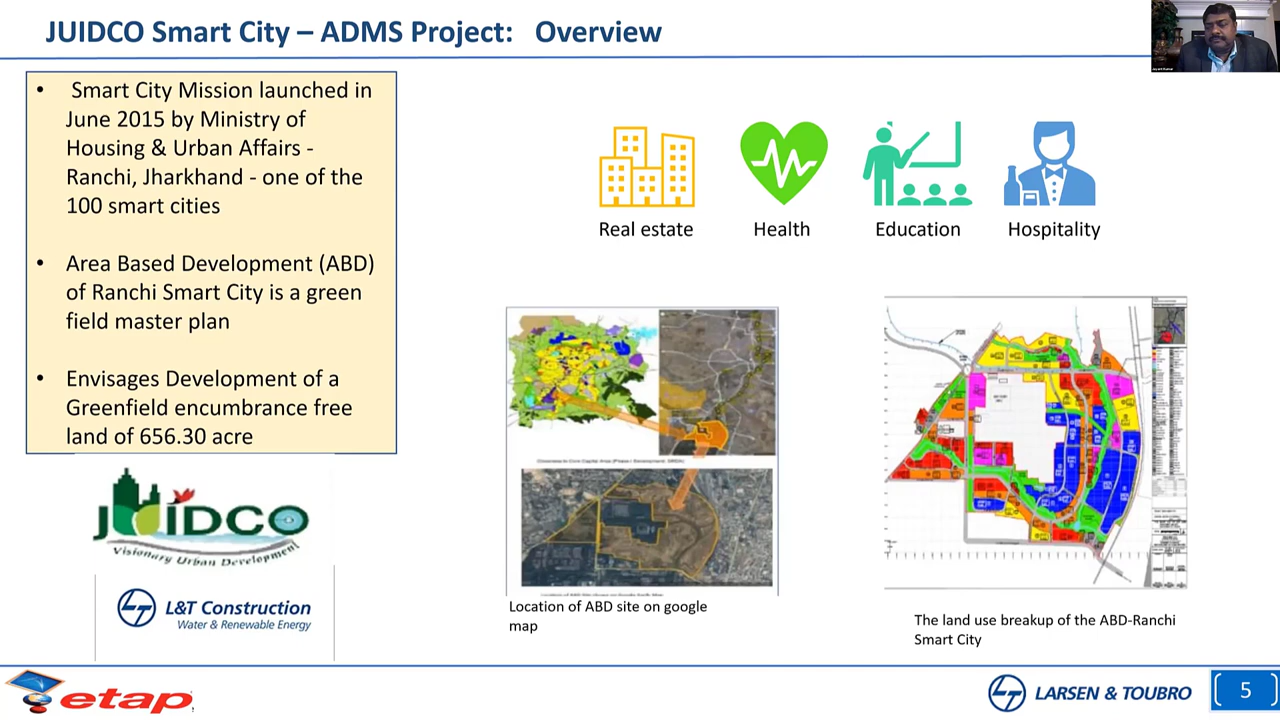 JUIDCO Smart City – ADMS Project: Overview
• Smart City Mission launched in
June 2015 by Ministry of
Housing & Urban Affairs -
Ranchi, Jharkhand - one of the
100 smart cities
• Area Based Development (ABD)
of Ranchi Smart City is a green
field master plan
• Envisages Development of a
Greenfield encumbrance free
land of 656.30 acre
JUIDCO
Visionary Urban Development
L&T Construction
Water & Renewable Energy
Real estate
Health
Education
Hospitality
Location of ABD site on google
map
The land use breakup of the ABD-Ranchi
Smart City
etap
LARSEN & TOUBRO
5